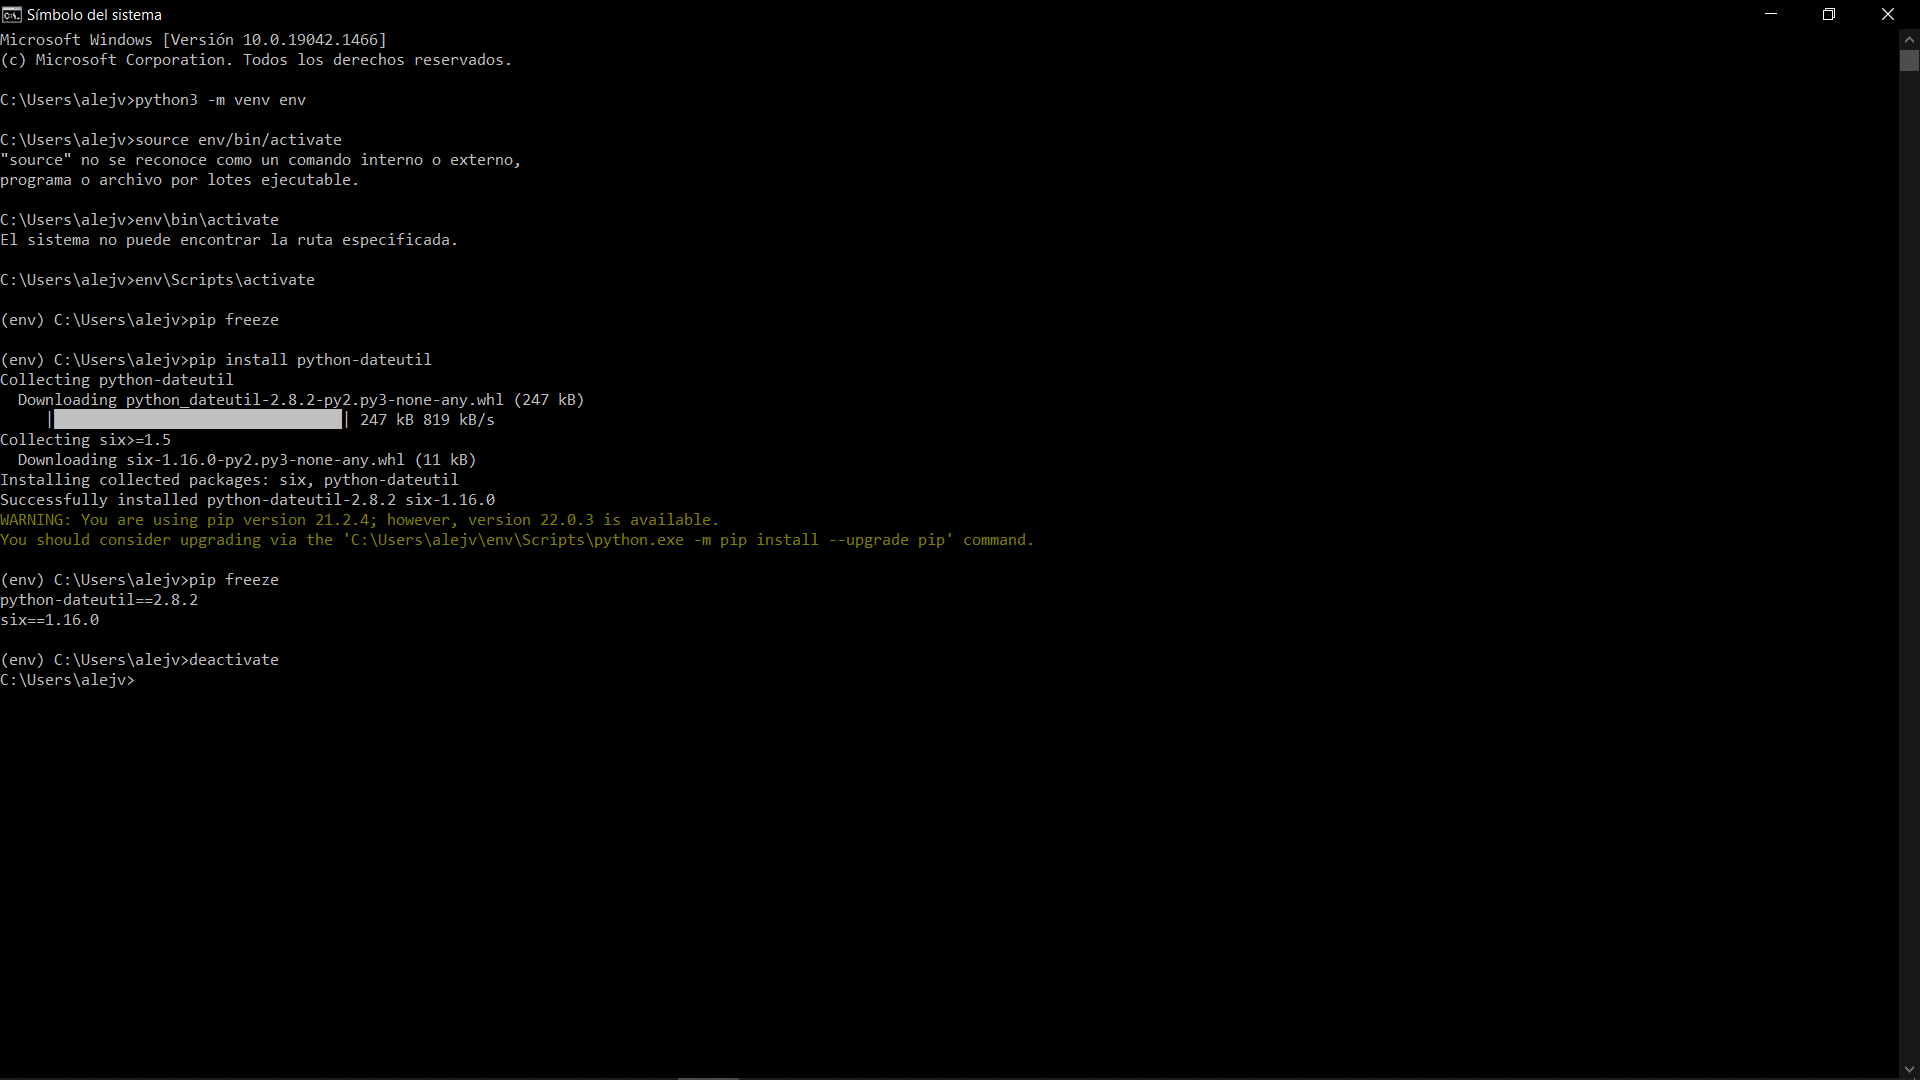 Símbolo del sistema
Microsoft Windows [Versión 10.0.19042.1466]
(c) Microsoft Corporation. Todos los derechos reservados.
C:\Users\alejv>python3 -m venv env
C:\Users\alejv>source env/bin/activate
"source" no se reconoce como un comando interno o externo,
programa o archivo por lotes ejecutable.
C:\Users\alejv>env\bin\activate
El sistema no puede encontrar la ruta especificada.
C:\Users\alejv>env\Scripts\activate
(env) C:\Users\alejv>pip freeze
(env) C:\Users\alejv>pip install python-dateutil
Collecting python-dateutil
  Downloading python_dateutil-2.8.2-py2.py3-none-any.whl (247 kB)
     |████████████████████████████████| 247 kB 819 kB/s
Collecting six>=1.5
  Downloading six-1.16.0-py2.py3-none-any.whl (11 kB)
Installing collected packages: six, python-dateutil
Successfully installed python-dateutil-2.8.2 six-1.16.0
WARNING: You are using pip version 21.2.4; however, version 22.0.3 is available.
You should consider upgrading via the 'C:\Users\alejv\env\Scripts\python.exe -m pip install --upgrade pip' command.
(env) C:\Users\alejv>pip freeze
python-dateutil==2.8.2
six==1.16.0
(env) C:\Users\alejv>deactivate
C:\Users\alejv>